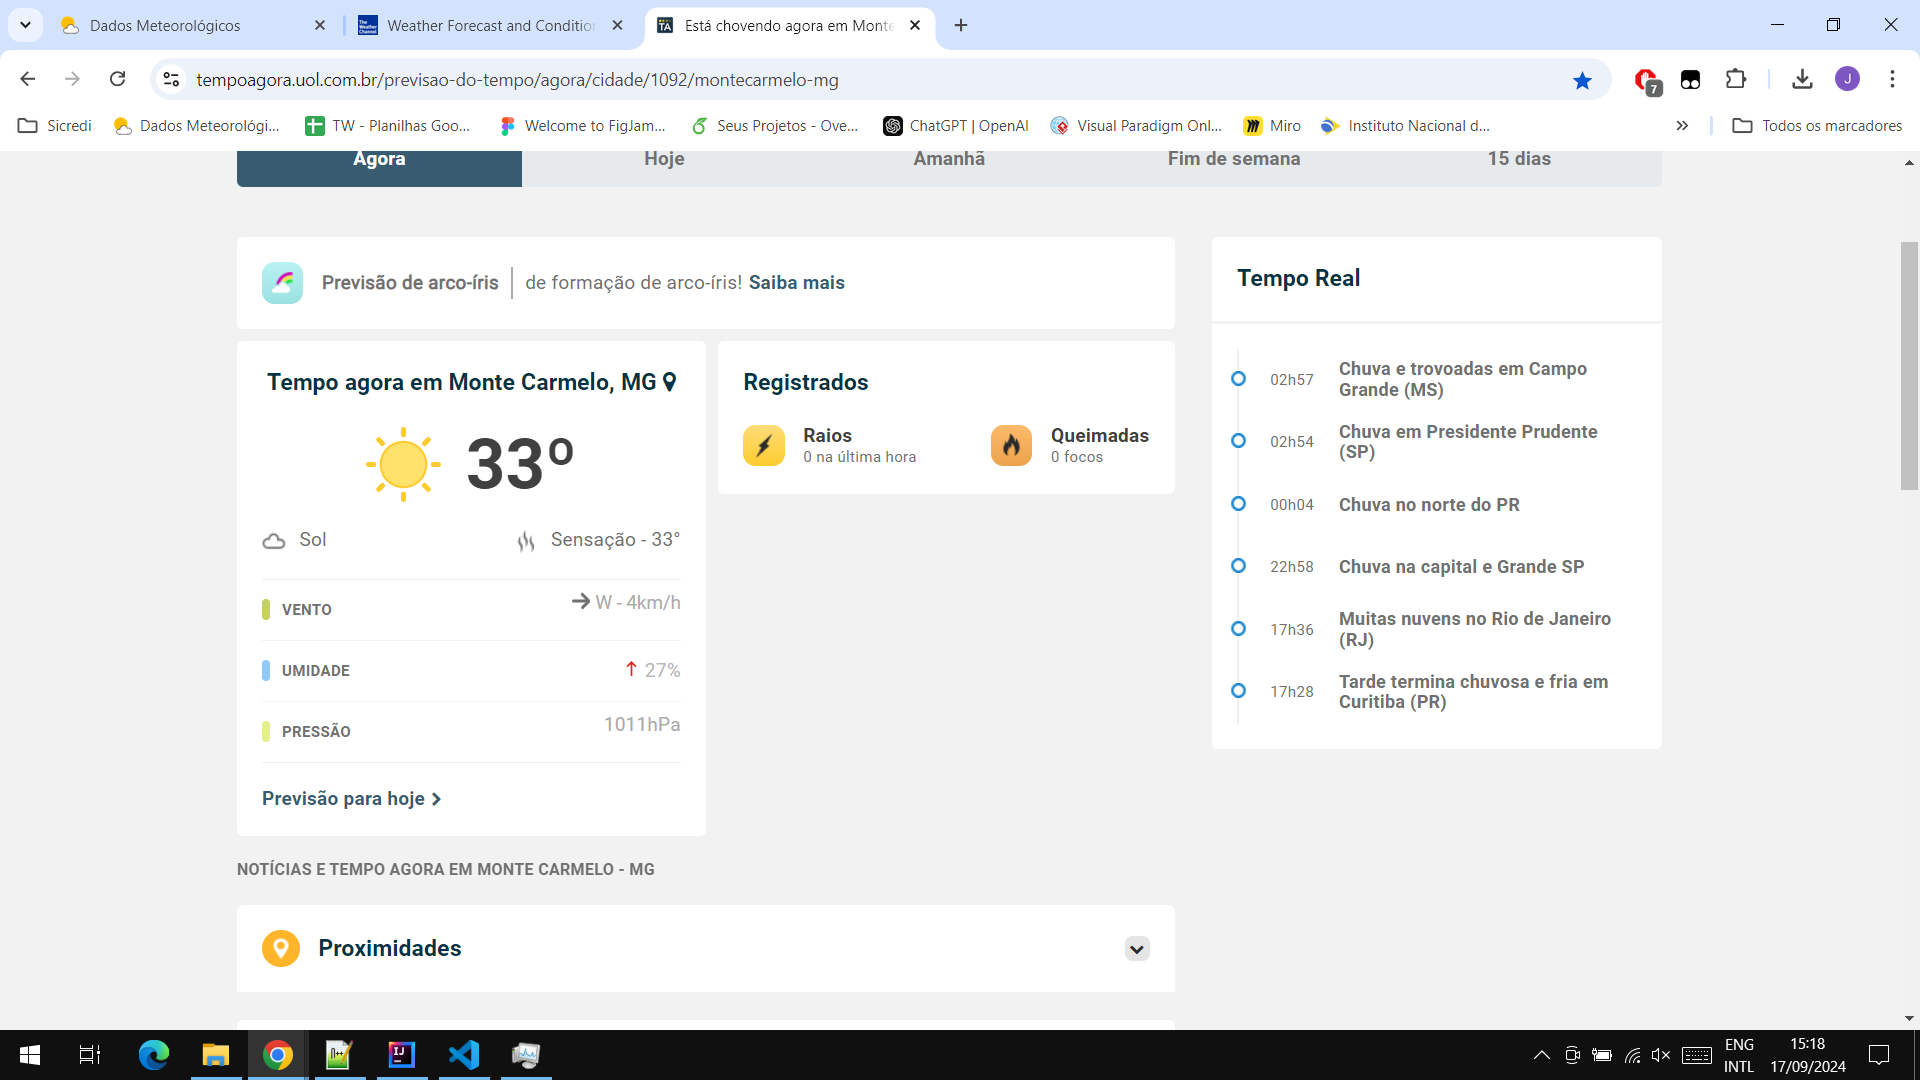 Dados Meteorológicos
Weather Forecast and Conditio
Está chovendo agora em Monte
tempoagora.uol.com.br/previsao-do-tempo/agora/cidade/1092/montecarmelo-mg
7
J
Sicredi
Dados Meteorológi...
TW - Planilhas Goo...
Welcome to FigJam...
Seus Projetos - Ove...
ChatGPT | OpenAI
Visual Paradigm Onl...
Miro
Instituto Nacional d...
Todos os marcadores
Agora
Hoje
Amanhã
Fim de semana
15 dias
Previsão de arco-íris
de formação de arco-íris! Saiba mais
Tempo agora em Monte Carmelo, MG
33º
Sol
Sensação - 33°
VENTO
W - 4km/h
UMIDADE
27%
PRESSÃO
1011hPa
Previsão para hoje
Registrados
Raios
0 na última hora
Queimadas
0 focos
Tempo Real
02h57
Chuva e trovoadas em Campo
Grande (MS)
02h54
Chuva em Presidente Prudente
(SP)
00h04
Chuva no norte do PR
22h58
Chuva na capital e Grande SP
17h36
Muitas nuvens no Rio de Janeiro
(RJ)
17h28
Tarde termina chuvosa e fria em
Curitiba (PR)
NOTÍCIAS E TEMPO AGORA EM MONTE CARMELO - MG
Proximidades
ENG
INTL
15:18
17/09/2024